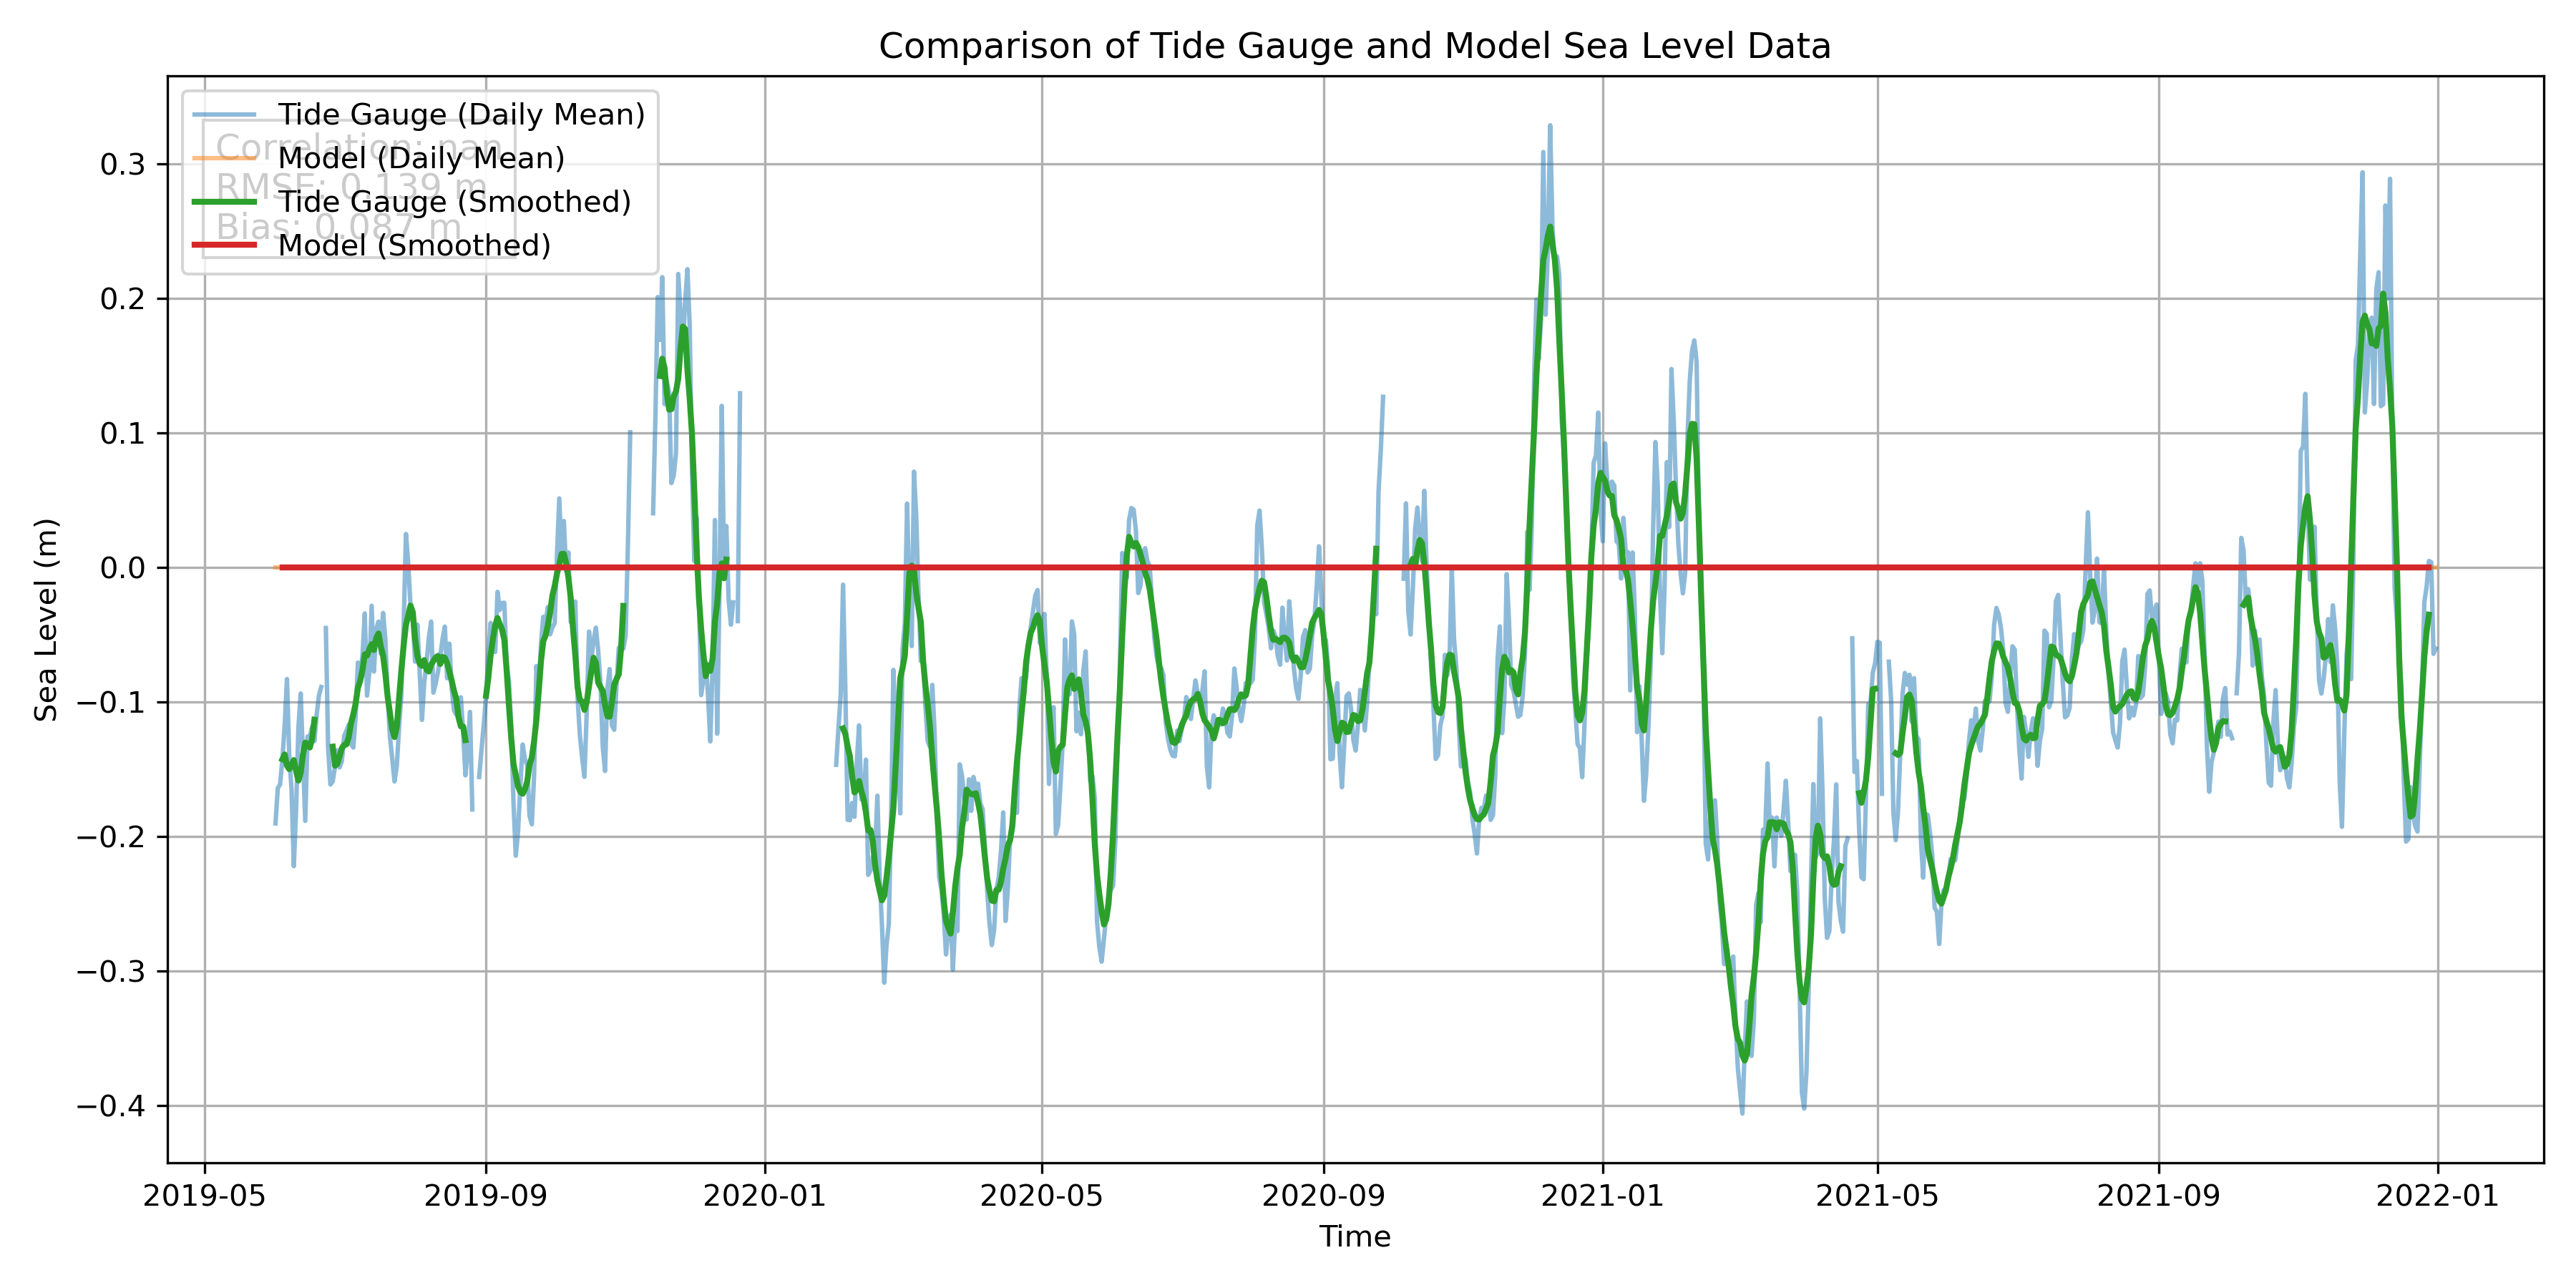 Comparison of Tide Gauge and Model Sea Level Data
Tide Gauge (Daily Mean)
Model (Daily Mean)
Tide Gauge (Smoothed)
Model (Smoothed)
Correlation: nan
RMSE: 0.139 m
Bias: 0.087 m
Sea Level (m)
0.3
0.2
0.1
0.0
−0.1
−0.2
−0.3
−0.4
2019-05
2019-09
2020-01
2020-05
2020-09
2021-01
2021-05
2021-09
2022-01
Time